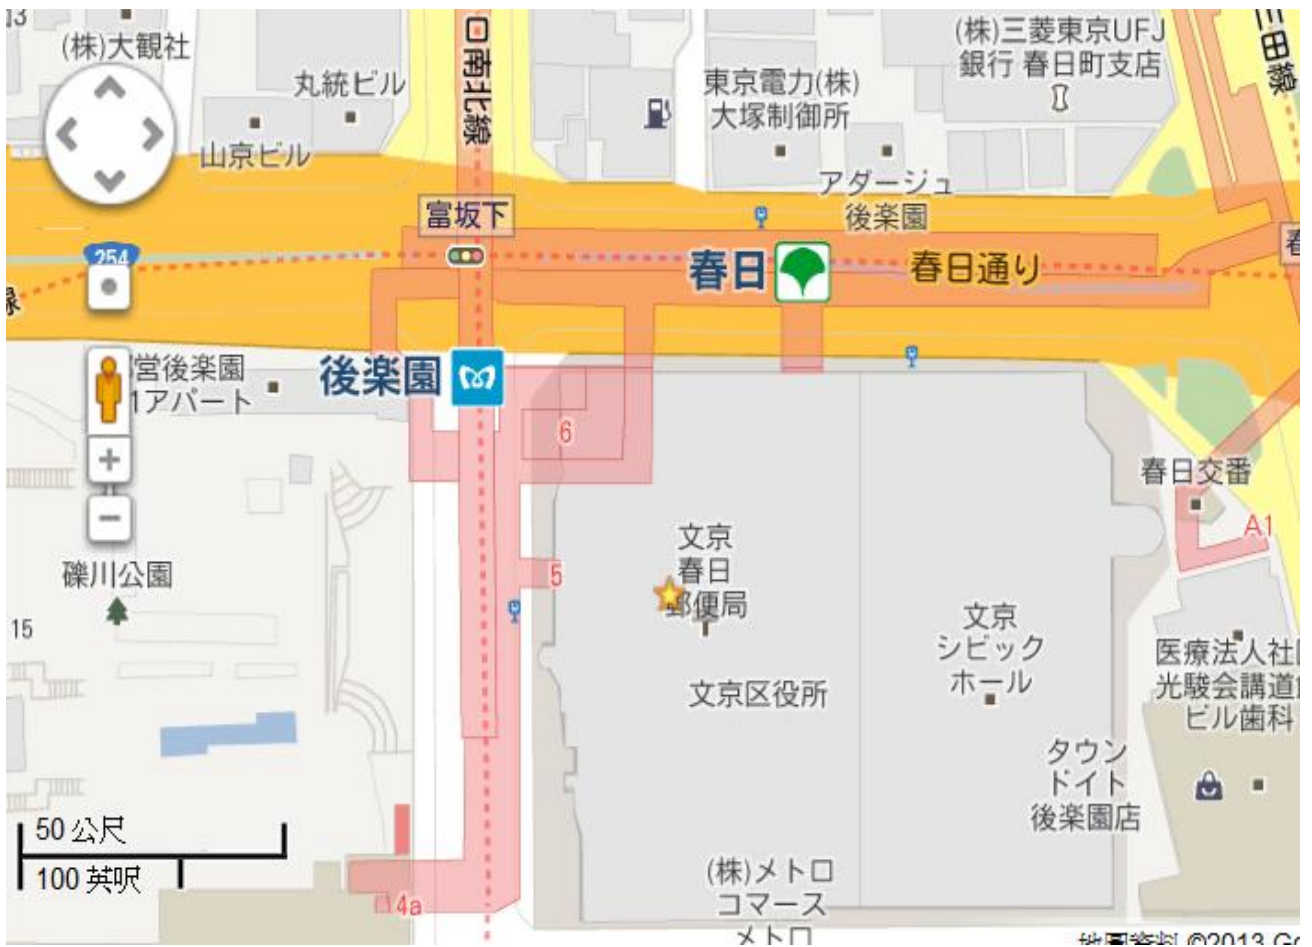 (株)大観社
丸統ビル
山京ビル
口南北線
東京電力(株)
大塚制御所
(株)三菱東京UFJ
銀行 春日町支店
三田線
アダージュ
後楽園
富坂下
254
春日
春日通り
春
線
営後楽園
1アパート
後楽園
6
春日交番
A1
文京
春日
郵便局
5
礫川公園
15
文京
シビック
ホール
医療法人社
光駿会講道
ビル歯科
文京区役所
タウン
ドイト
後楽園店
50 公尺
100 英呎
4a
(株)メトロ
コマース
メトロ
地圖資料 ©2013 Go